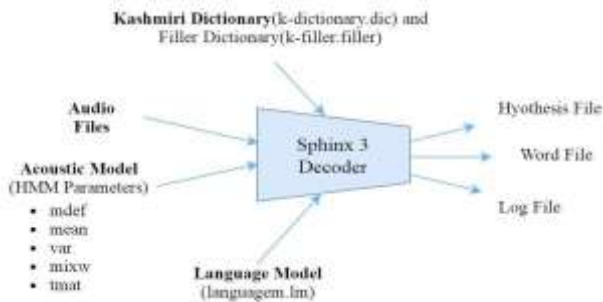 Kashmiri Dictionary(k-dictionary.dic) and
Filler Dictionary(k-filler.filler)
Audio
Files
Acoustic Model
(HMM Parameters)
• mdef
• mean
• var
• mixw
• tmat
Sphinx 3
Decoder
Language Model
(languagem.lm)
Hyothesis File
Word File
Log File